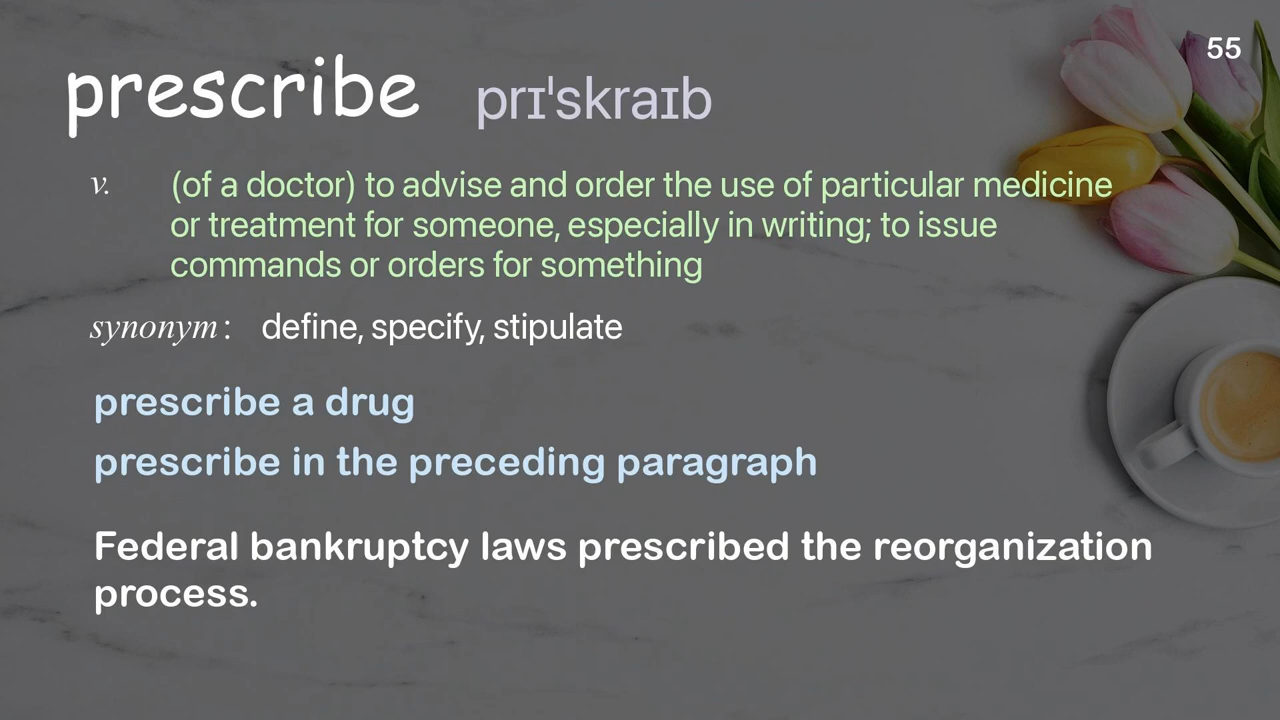 55
prescribe prɪˈskraɪb
v. (of a doctor) to advise and order the use of particular medicine
or treatment for someone, especially in writing; to issue
commands or orders for something
synonym: define, specify, stipulate
prescribe a drug
prescribe in the preceding paragraph
Federal bankruptcy laws prescribed the reorganization
process.